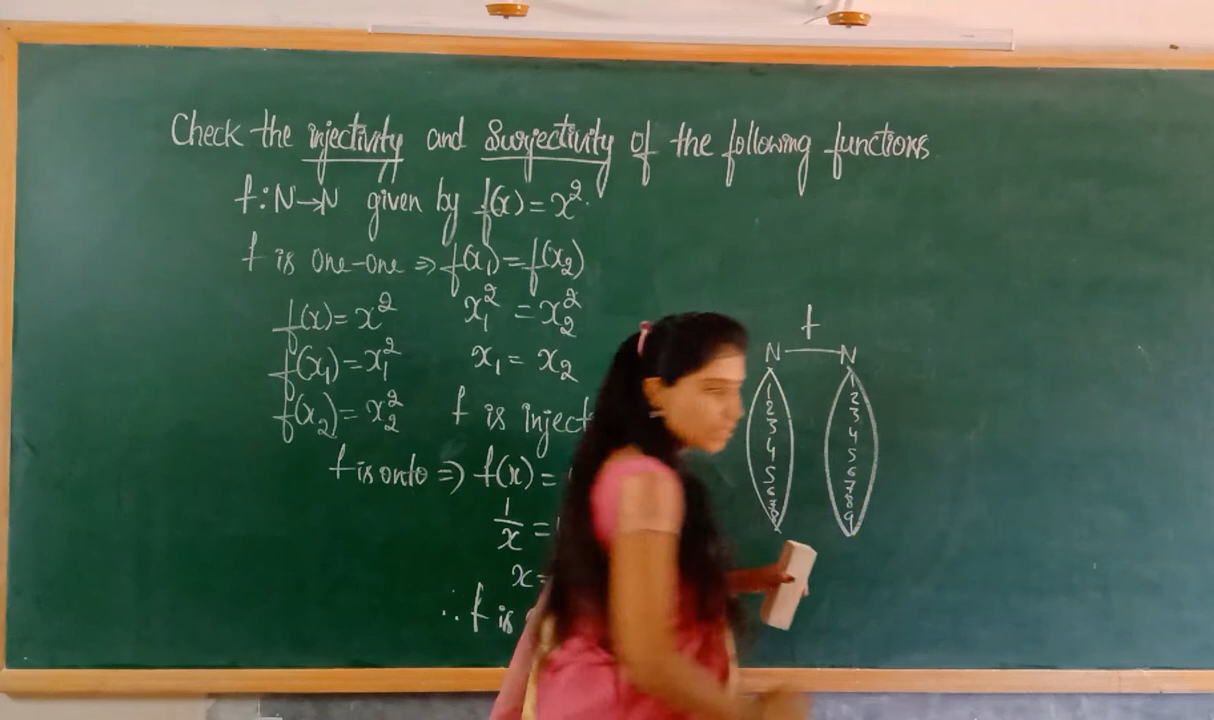 Check the injectivity and Surjectivity of the following functions
f:N→N given by f(x) = x².
f is one-one ⇒ f(x₁) = f(x₂)
f(x) = x² x₁² = x₂²
f(x₁) = x₁² x₁ = x₂
f(x₂) = x₂² f is
f is onto ⇒ f(x) =
1/x =
x =
∴ f is
f
N N
1 1
2 2
3 3
4 4
5 5
6 6
7 7
8 8
9